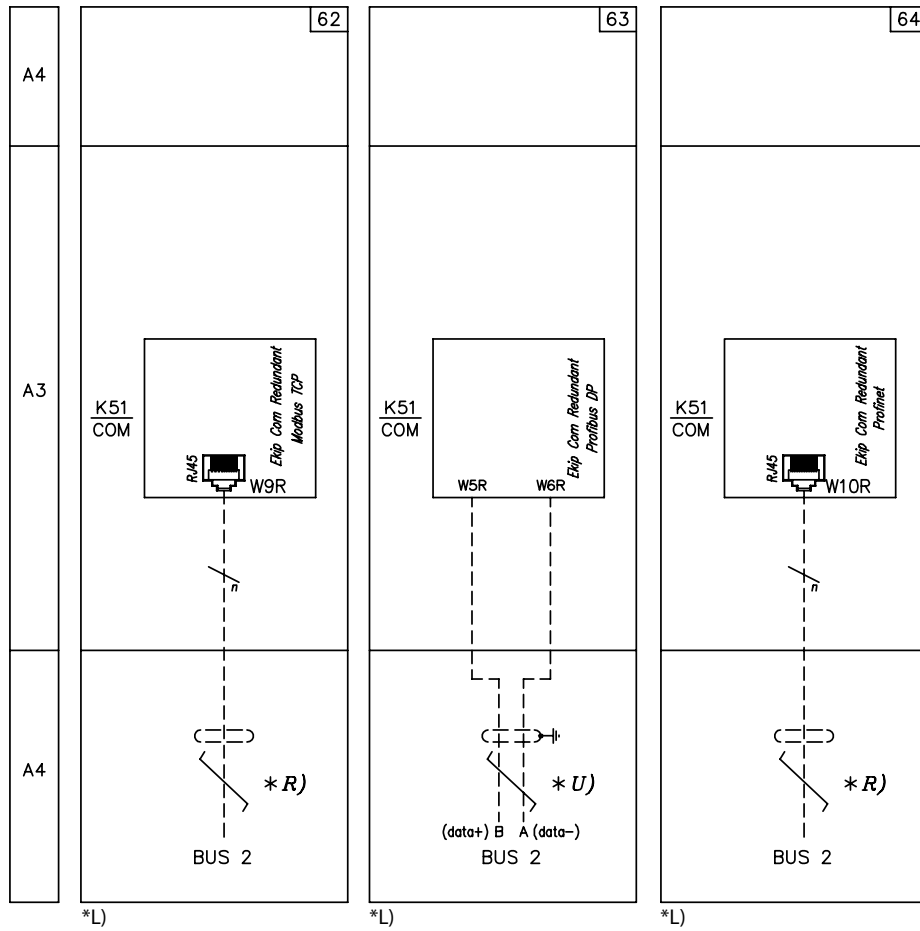 A4
A3
A4
62
K51
COM
Ekip Com Redundant
Modbus TCP
RJ45
W9R
n
*R)
BUS 2
*L)
63
K51
COM
Ekip Com Redundant
Profibus DP
W5R W6R
*U)
(data+) B A (data-)
BUS 2
*L)
64
K51
COM
Ekip Com Redundant
Profinet
RJ45
W10R
n
*R)
BUS 2
*L)